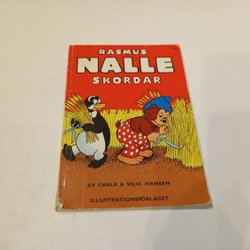 RASMUS
NALLE
SKÖRDAR
AV CARLA & VILH. HANSEN
ILLUSTRATIONSFÖRLAGET